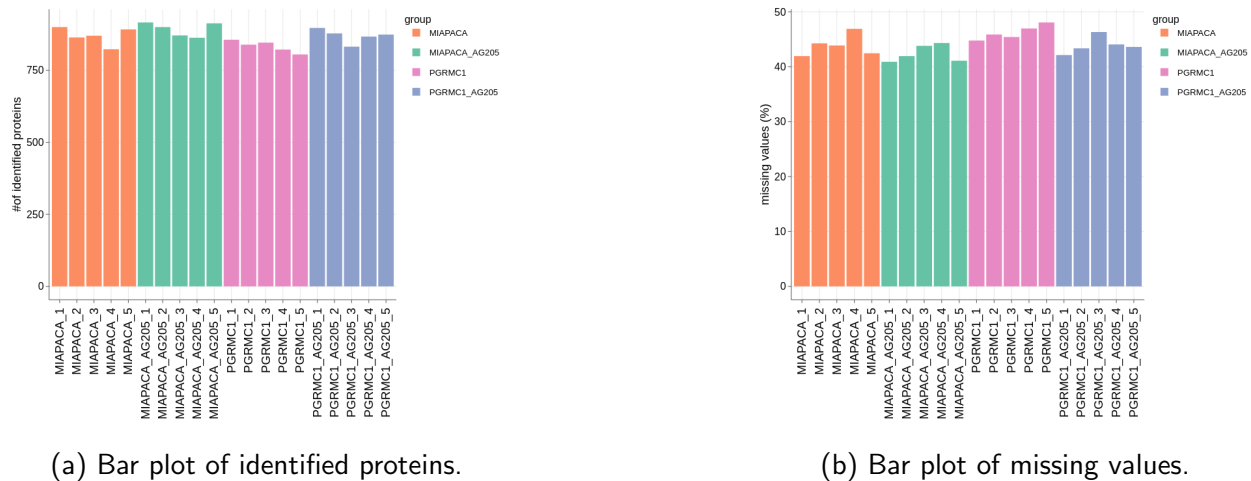 group
MIAPACA
MIAPACA_AG205
PGRMC1
PGRMC1_AG205
#of identified proteins
750
500
250
0
MIAPACA_1
MIAPACA_2
MIAPACA_3
MIAPACA_4
MIAPACA_5
MIAPACA_AG205_1
MIAPACA_AG205_2
MIAPACA_AG205_3
MIAPACA_AG205_4
MIAPACA_AG205_5
PGRMC1_1
PGRMC1_2
PGRMC1_3
PGRMC1_4
PGRMC1_5
PGRMC1_AG205_1
PGRMC1_AG205_2
PGRMC1_AG205_3
PGRMC1_AG205_4
PGRMC1_AG205_5
(a) Bar plot of identified proteins.
group
MIAPACA
MIAPACA_AG205
PGRMC1
PGRMC1_AG205
missing values (%)
50
40
30
20
10
0
MIAPACA_1
MIAPACA_2
MIAPACA_3
MIAPACA_4
MIAPACA_5
MIAPACA_AG205_1
MIAPACA_AG205_2
MIAPACA_AG205_3
MIAPACA_AG205_4
MIAPACA_AG205_5
PGRMC1_1
PGRMC1_2
PGRMC1_3
PGRMC1_4
PGRMC1_5
PGRMC1_AG205_1
PGRMC1_AG205_2
PGRMC1_AG205_3
PGRMC1_AG205_4
PGRMC1_AG205_5
(b) Bar plot of missing values.